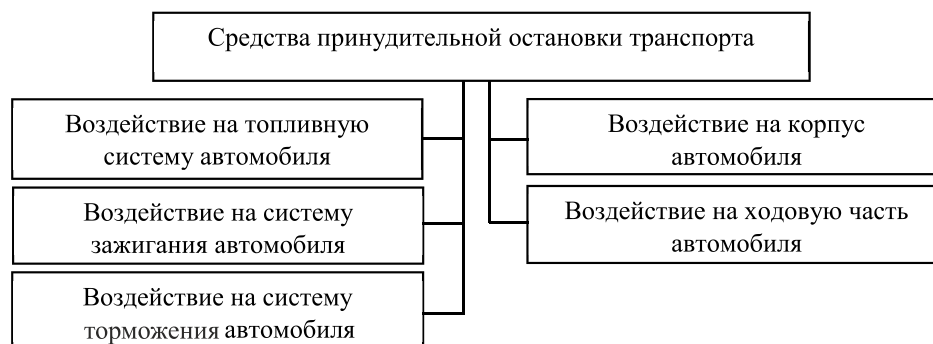 Средства принудительной остановки транспорта
Воздействие на топливную
систему автомобиля
Воздействие на систему
зажигания автомобиля
Воздействие на систему
торможения автомобиля
Воздействие на корпус
автомобиля
Воздействие на ходовую часть
автомобиля